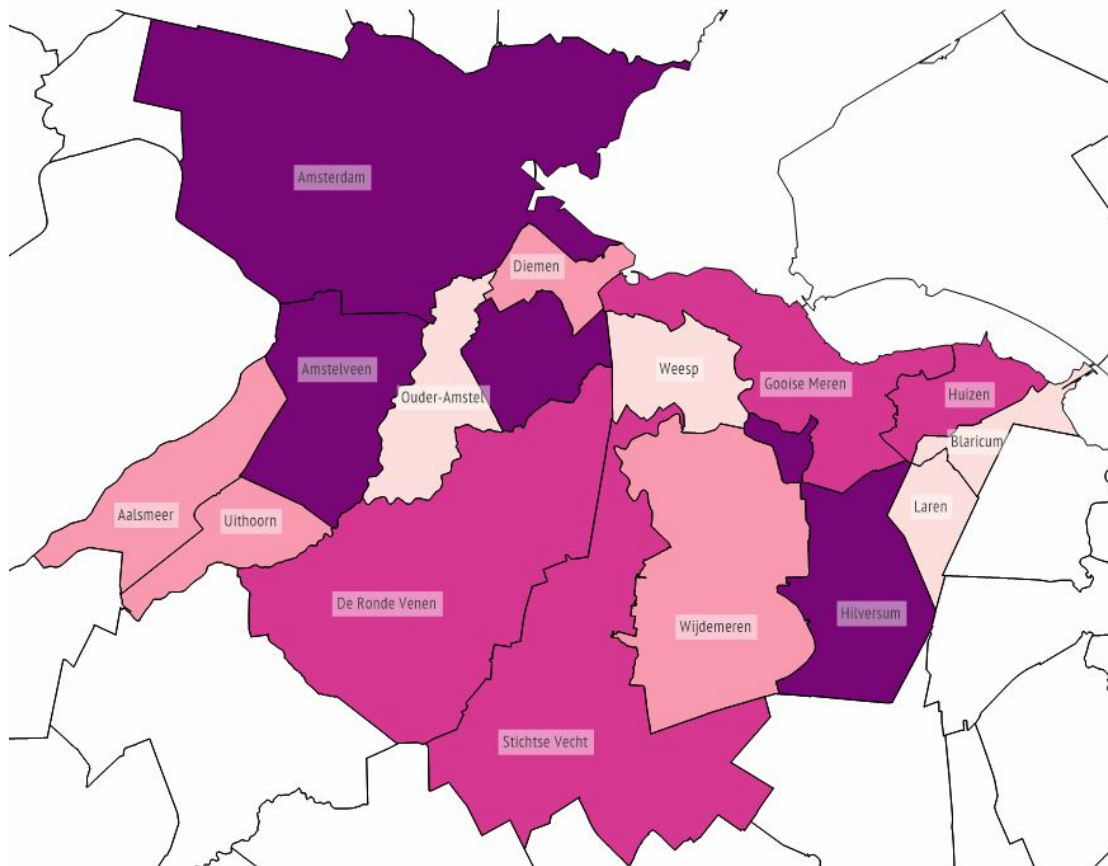 Amsterdam
Diemen
Amstelveen
Weesp
Gooise Meren
Ouder-Amstel
Huizen
Blaricum
Aalsmeer
Uithoorn
Laren
De Ronde Venen
Hilversum
Wijdemeren
Stichtse Vecht